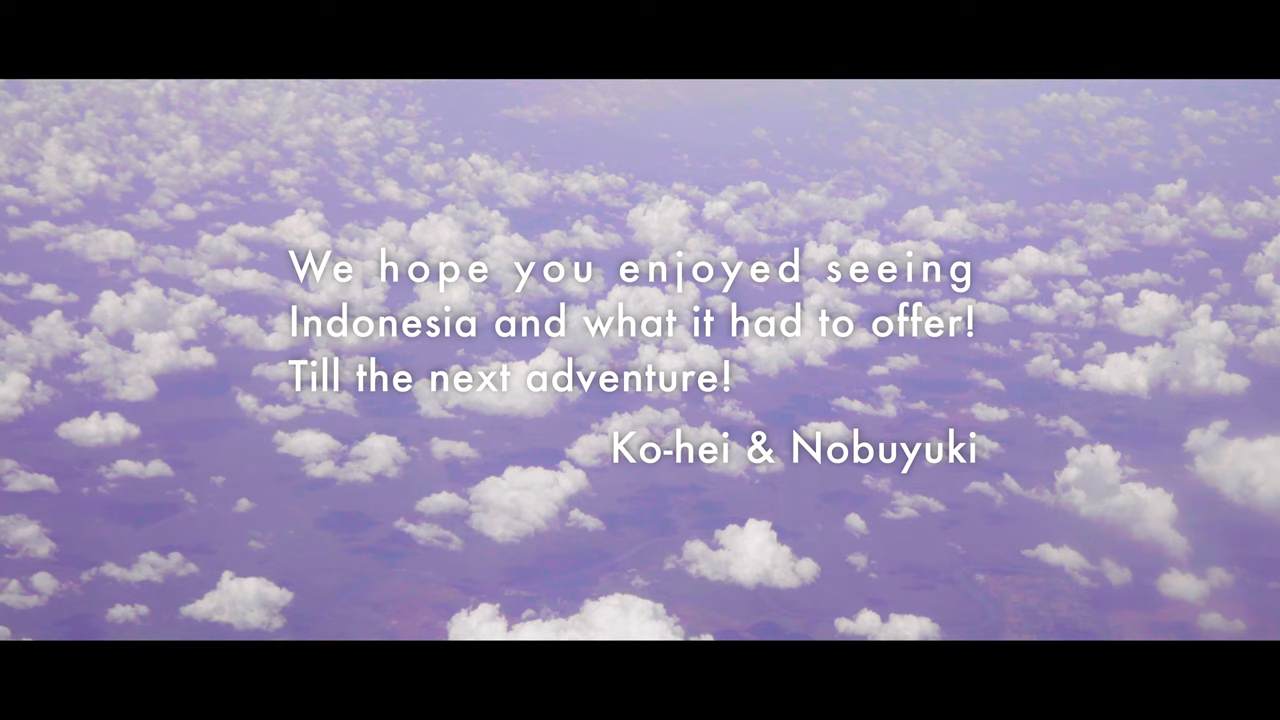 We hope you enjoyed seeing
Indonesia and what it had to offer!
Till the next adventure!
Ko-hei & Nobuyuki